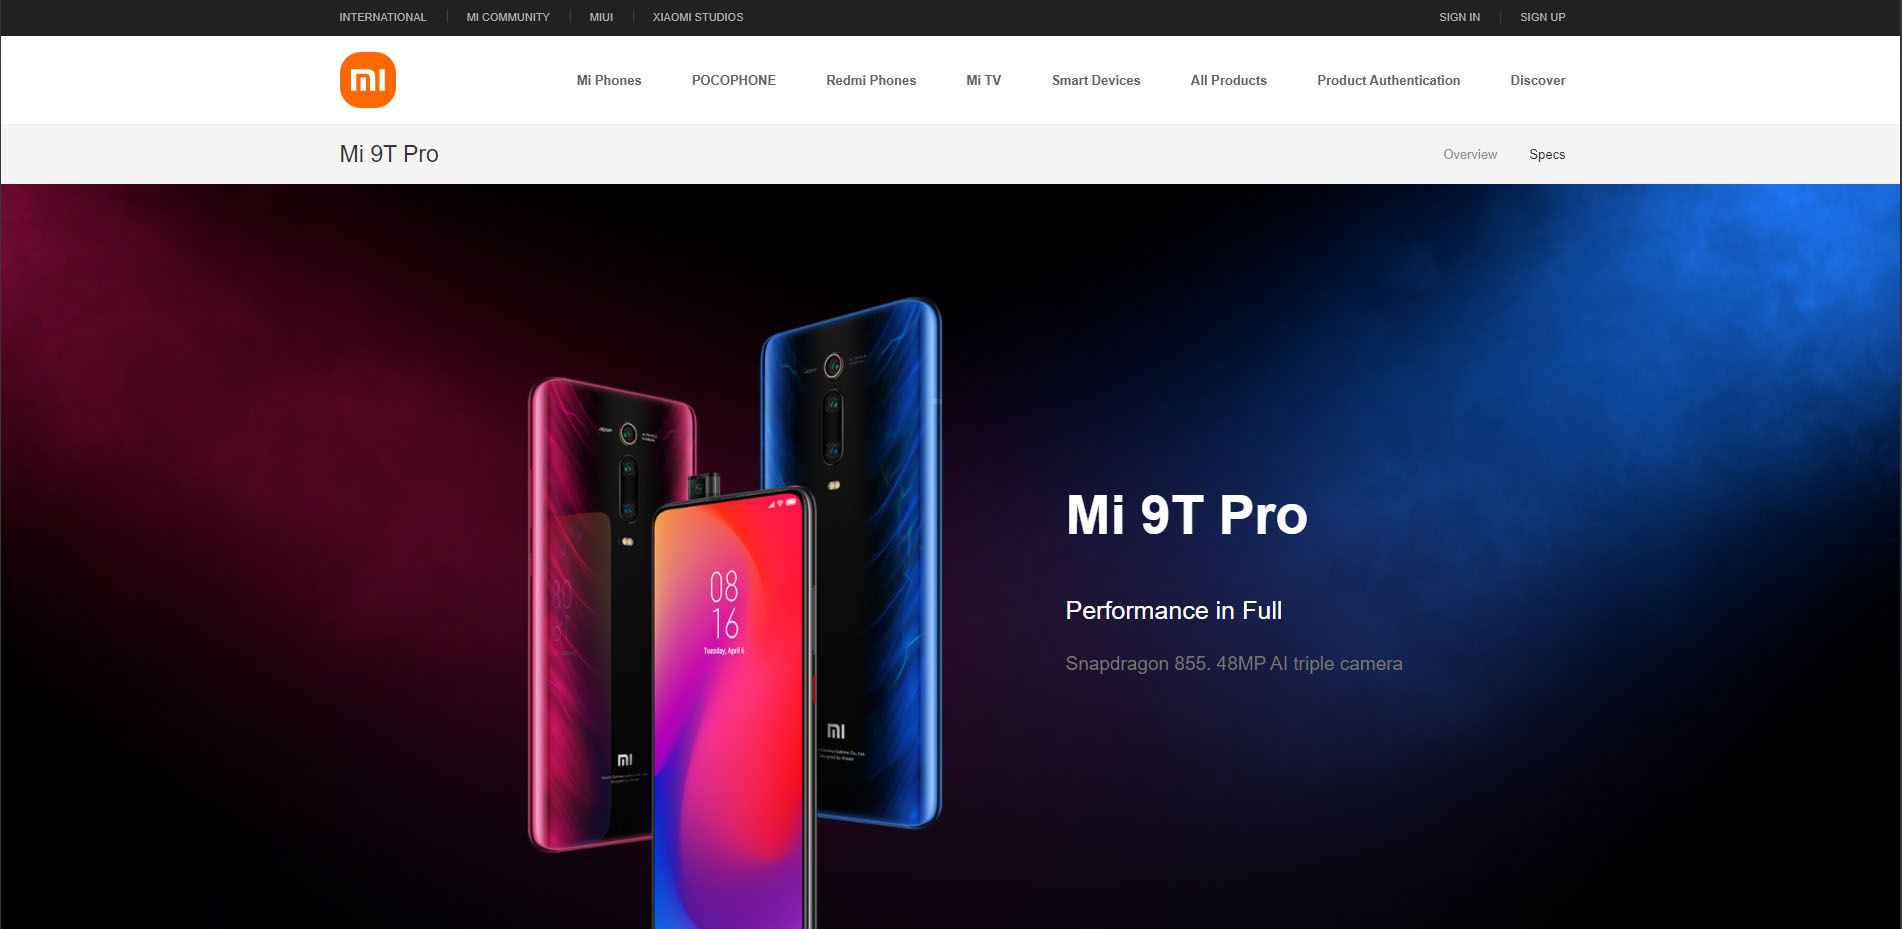 INTERNATIONAL MI COMMUNITY MIUI XIAOMI STUDIOS SIGN IN SIGN UP
mi Mi Phones POCOPHONE Redmi Phones Mi TV Smart Devices All Products Product Authentication Discover
Mi 9T Pro Overview Specs
Mi 9T Pro
Performance in Full
Snapdragon 855. 48MP AI triple camera
08
16
Tuesday, April 6
mi
mi